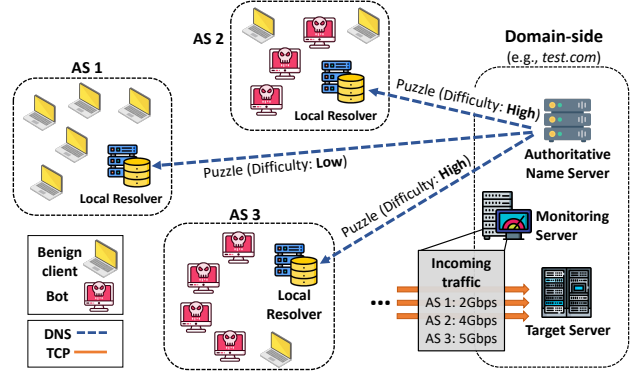 AS 1
Local Resolver
AS 2
Local Resolver
AS 3
Local
Resolver
Puzzle (Difficulty: High)
Puzzle (Difficulty: Low)
Puzzle (Difficulty: High)
Domain-side
(e.g., test.com)
Authoritative
Name Server
Monitoring
Server
Incoming
traffic
AS 1: 2Gbps
AS 2: 4Gbps
AS 3: 5Gbps
...
Target Server
Benign
client
Bot
DNS
TCP